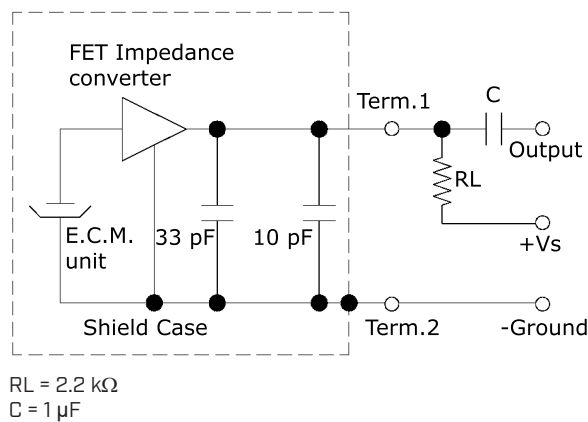 FET Impedance
converter
Term.1
C
Output
RL
+Vs
E.C.M.
unit
33 pF
10 pF
Shield Case
Term.2
-Ground
RL = 2.2 kΩ
C = 1 µF